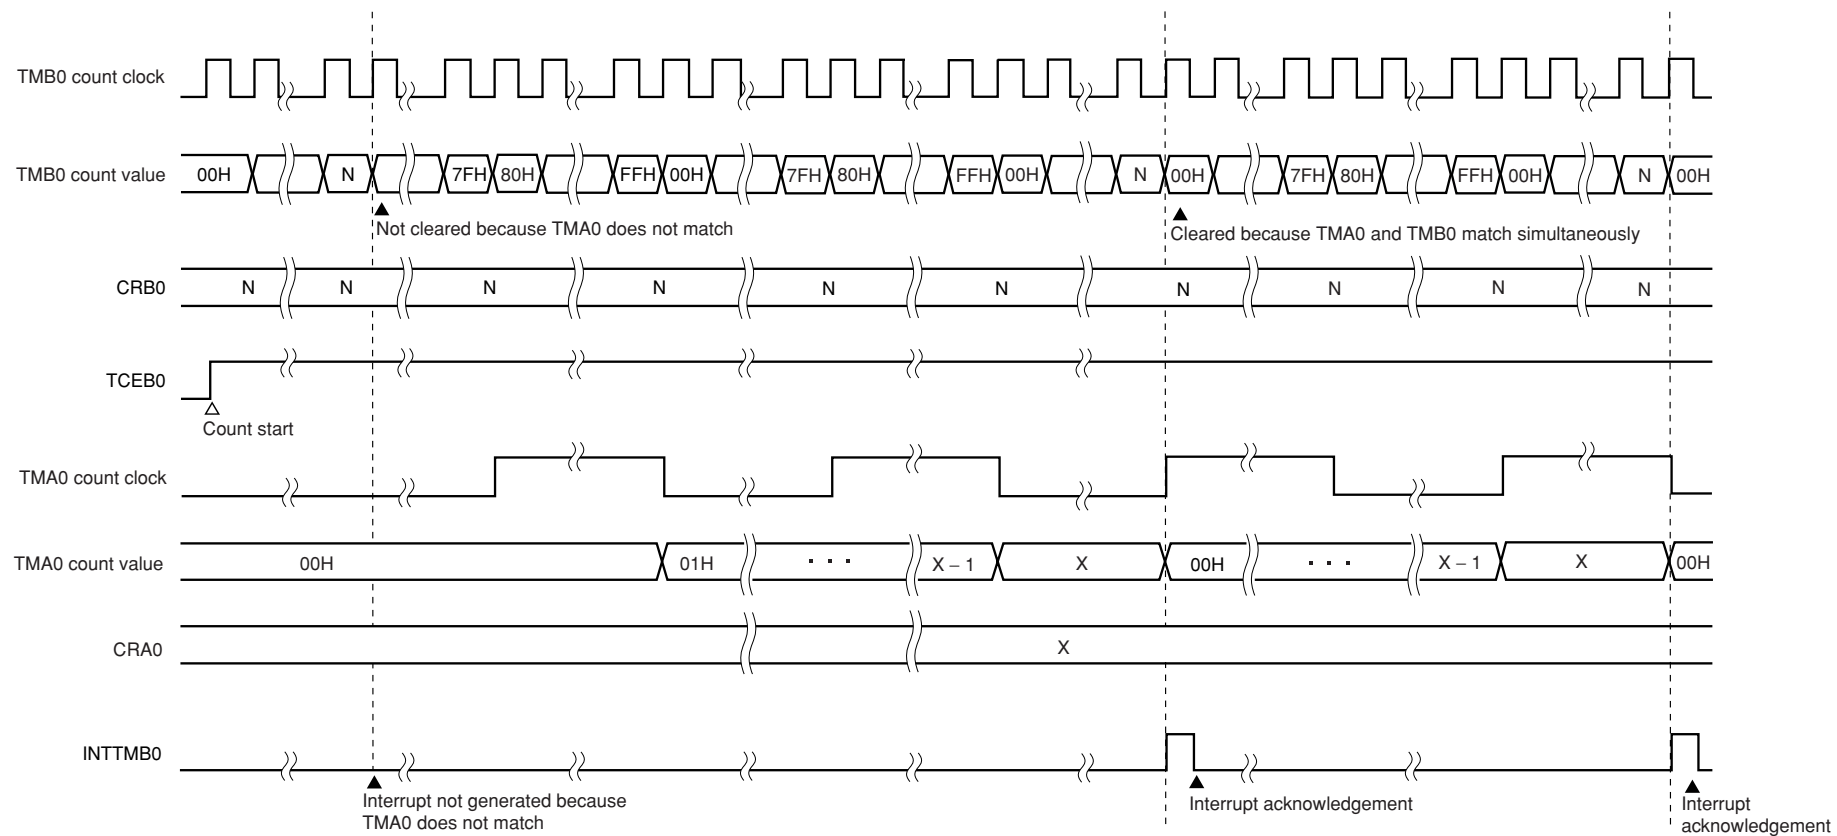 TMB0 count clock
TMB0 count value 00H N 7FH 80H FFH 00H 7FH 80H FFH 00H N 00H 7FH 80H FFH 00H N 00H
Not cleared because TMA0 does not match
Cleared because TMA0 and TMB0 match simultaneously
CRB0 N N N N N N N N N N
TCEB0
Count start
TMA0 count clock
TMA0 count value 00H 01H · · · X – 1 X 00H · · · X – 1 X 00H
CRA0 X
INTTMB0
Interrupt not generated because
TMA0 does not match
Interrupt acknowledgement
Interrupt
acknowledgement